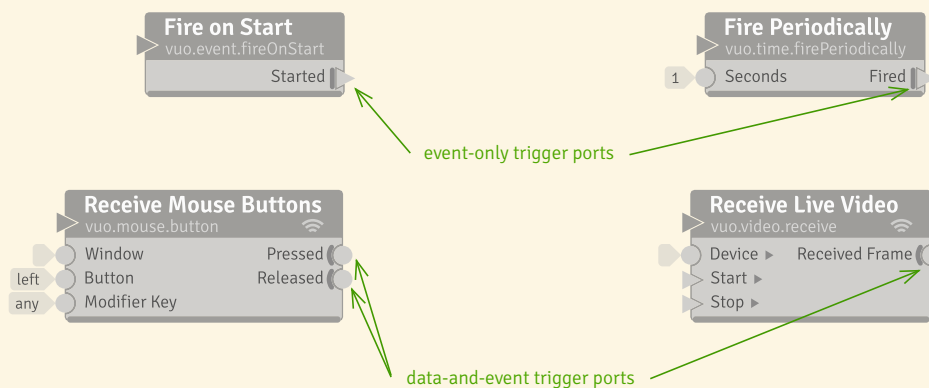 Fire on Start
vuo.event.fireOnStart
Started
Fire Periodically
vuo.time.firePeriodically
1 Seconds Fired
event-only trigger ports
Receive Mouse Buttons
vuo.mouse.button
Window Pressed
left Button Released
any Modifier Key
Receive Live Video
vuo.video.receive
Device Received Frame
Start
Stop
data-and-event trigger ports